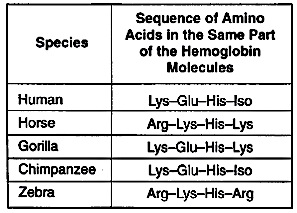 Species
Sequence of Amino
Acids in the Same Part
of the Hemoglobin
Molecules
Human Lys–Glu–His–Iso
Horse Arg–Lys–His–Lys
Gorilla Lys–Glu–His–Lys
Chimpanzee Lys–Glu–His–Iso
Zebra Arg–Lys–His–Arg